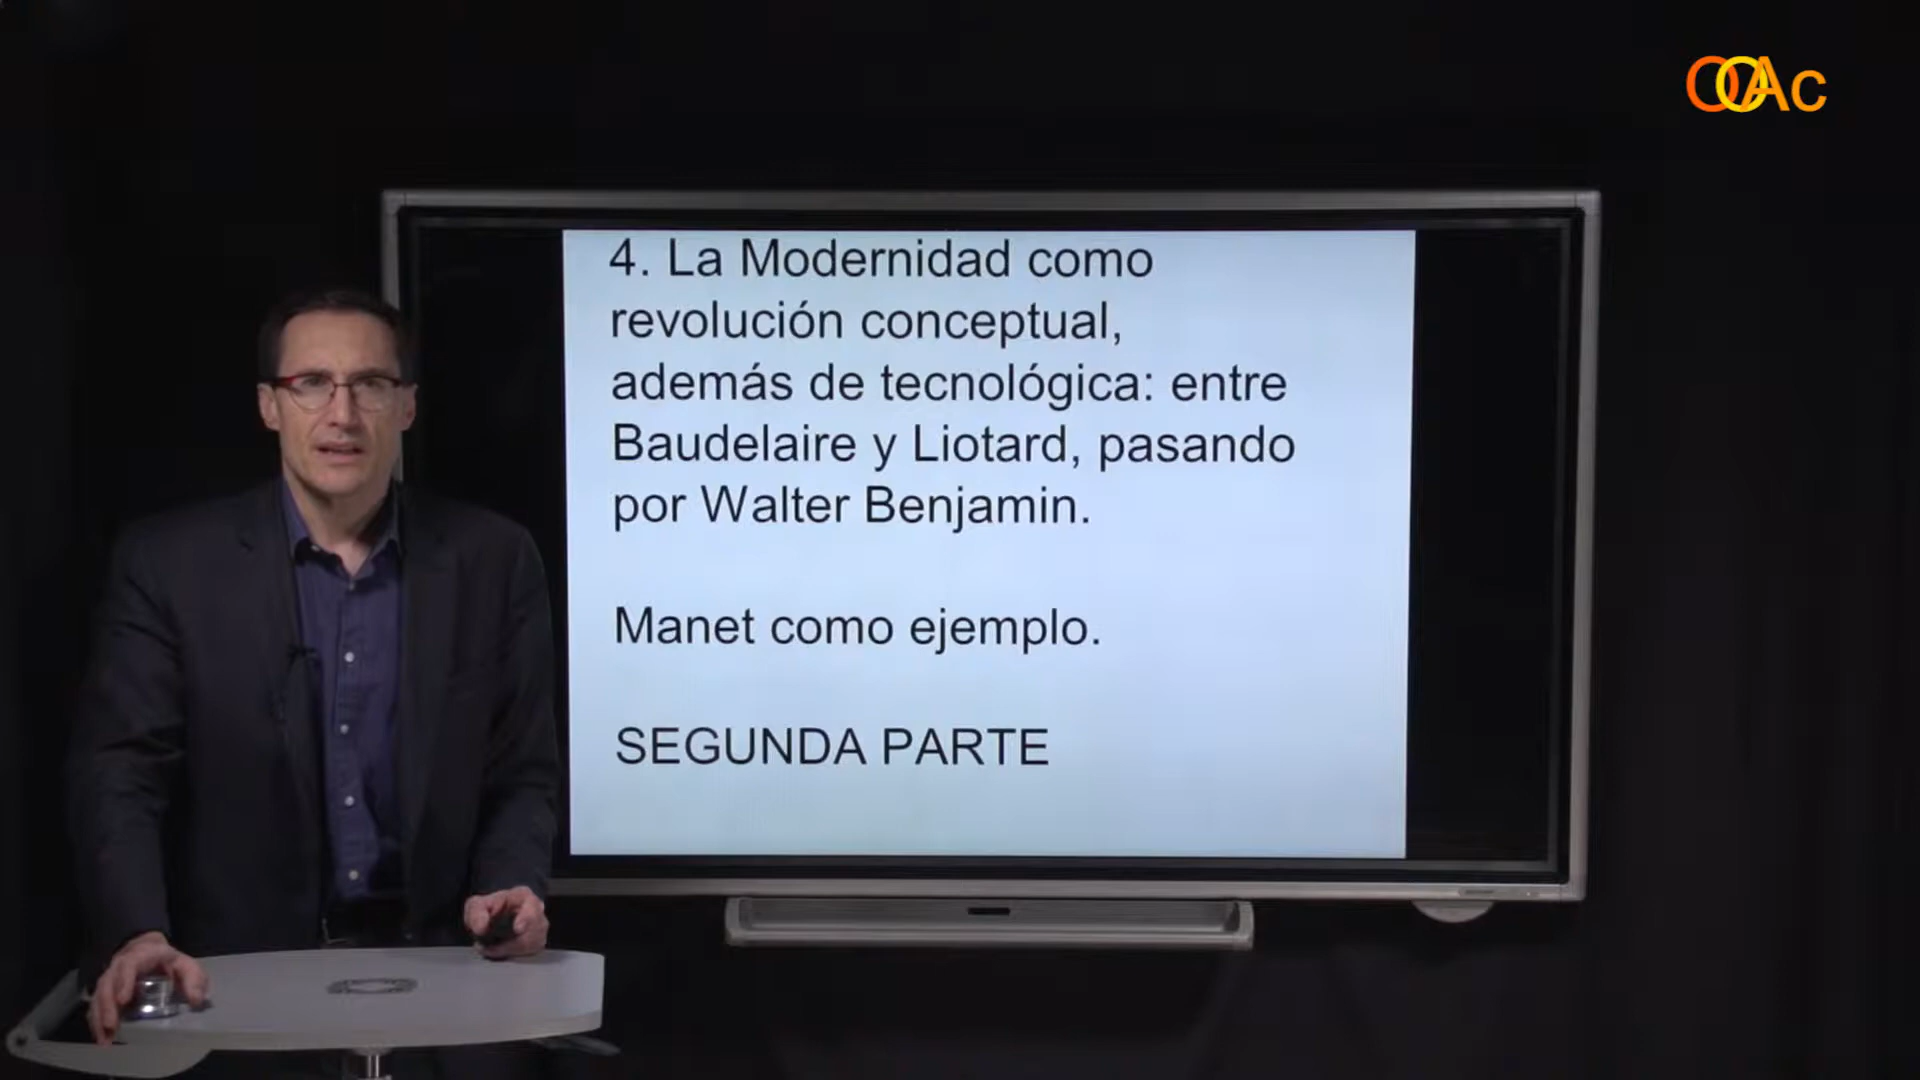 OOAc
4. La Modernidad como
revolución conceptual,
además de tecnológica: entre
Baudelaire y Liotard, pasando
por Walter Benjamin.
Manet como ejemplo.
SEGUNDA PARTE